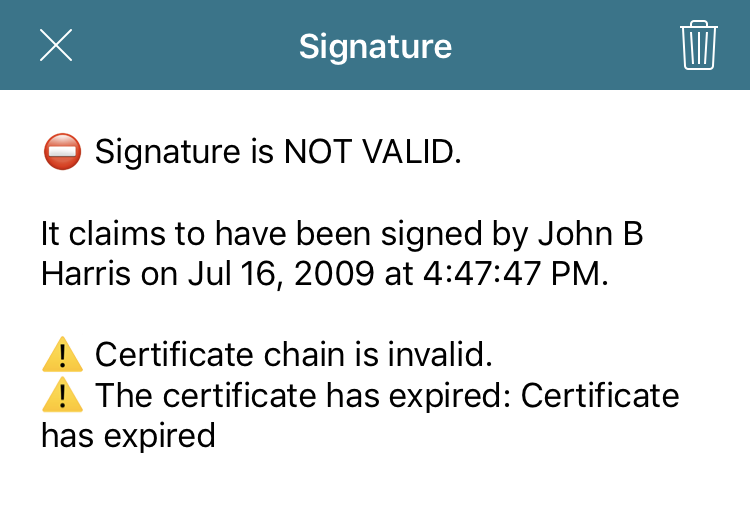 Signature
⛔ Signature is NOT VALID.
It claims to have been signed by John B
Harris on Jul 16, 2009 at 4:47:47 PM.
⚠️ Certificate chain is invalid.
⚠️ The certificate has expired: Certificate
has expired